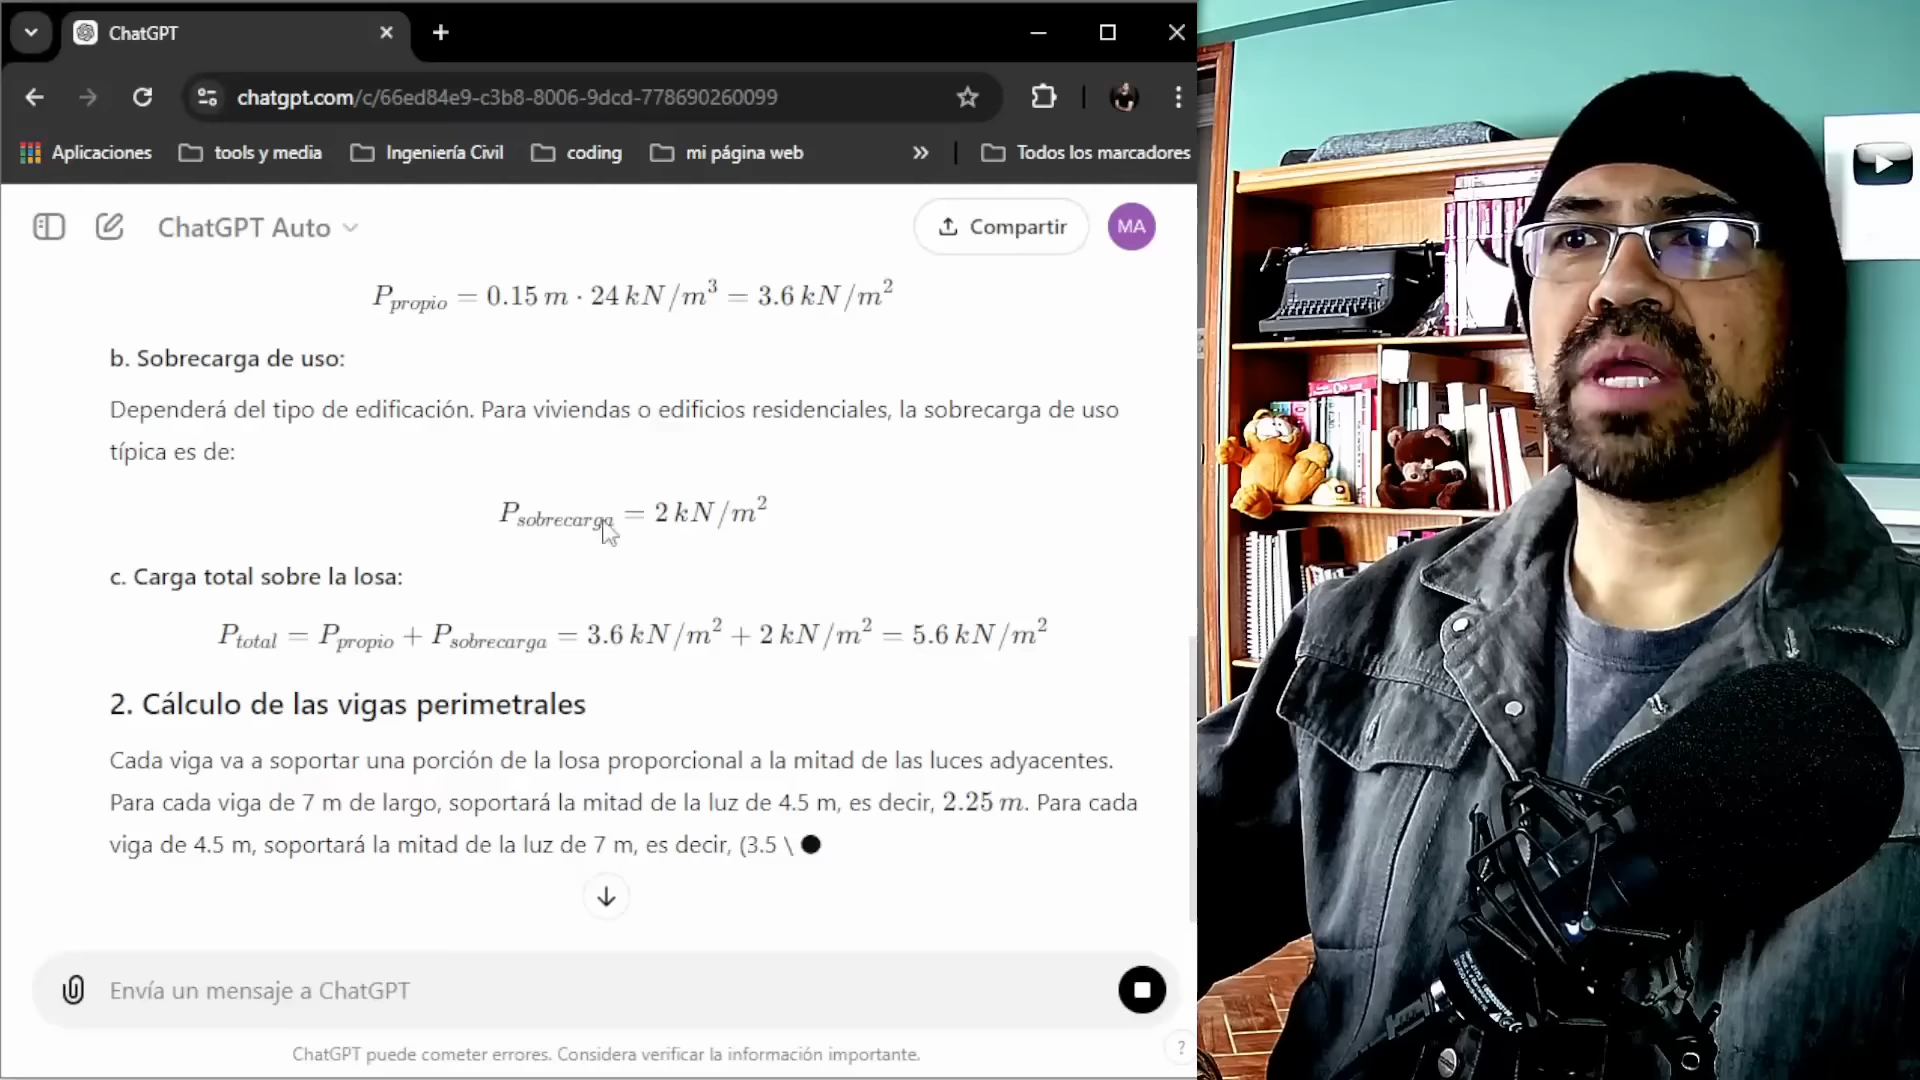 ChatGPT
chatgpt.com/c/66ed84e9-c3b8-8006-9dcd-778690260099
Aplicaciones
tools y media
Ingeniería Civil
coding
mi página web
»
Todos los marcadores
ChatGPT Auto
Compartir
MA
P_propio = 0.15 m · 24 kN/m³ = 3.6 kN/m²
b. Sobrecarga de uso:
Dependerá del tipo de edificación. Para viviendas o edificios residenciales, la sobrecarga de uso
típica es de:
P_sobrecarga = 2 kN/m²
c. Carga total sobre la losa:
P_total = P_propio + P_sobrecarga = 3.6 kN/m² + 2 kN/m² = 5.6 kN/m²
2. Cálculo de las vigas perimetrales
Cada viga va a soportar una porción de la losa proporcional a la mitad de las luces adyacentes.
Para cada viga de 7 m de largo, soportará la mitad de la luz de 4.5 m, es decir, 2.25 m. Para cada
viga de 4.5 m, soportará la mitad de la luz de 7 m, es decir, (3.5 \
Envía un mensaje a ChatGPT
ChatGPT puede cometer errores. Considera verificar la información importante.
?